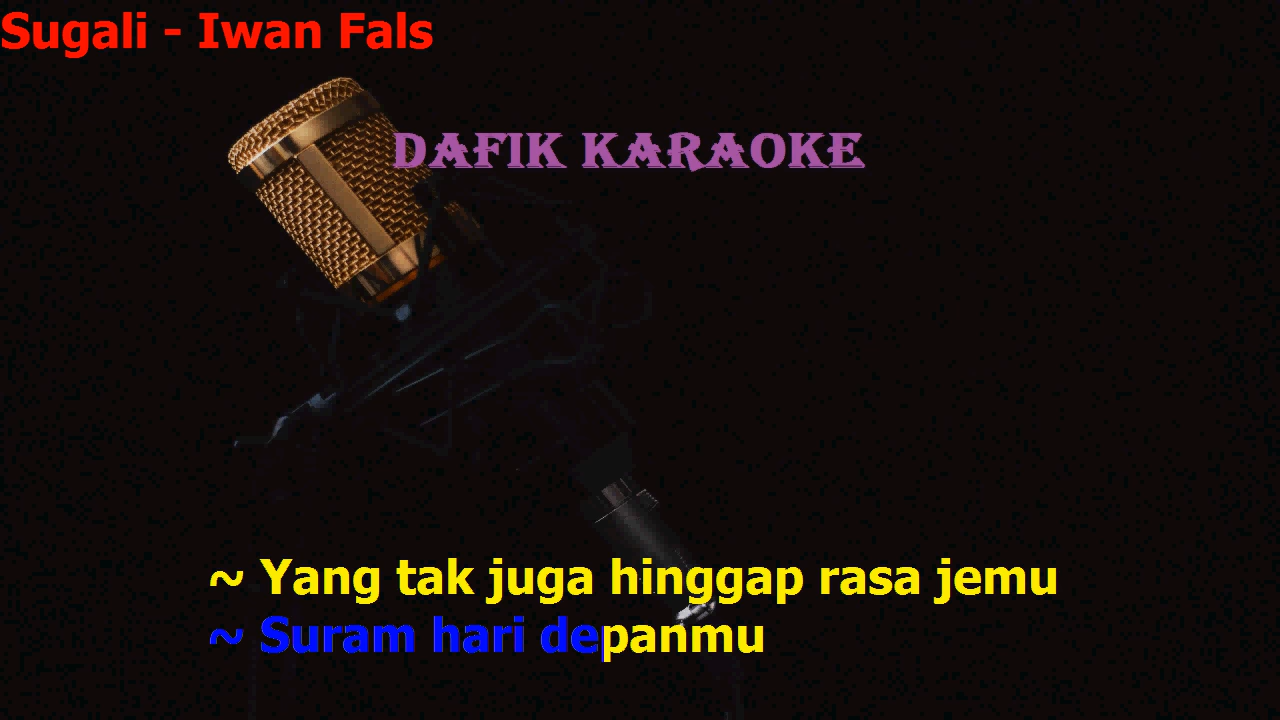 Sugali - Iwan Fals
DAFIK KARAOKE
~ Yang tak juga hinggap rasa jemu
~ Suram hari depanmu